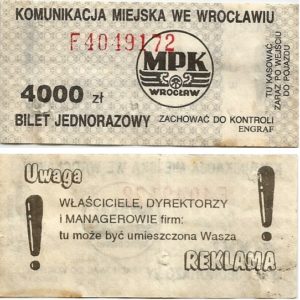 KOMUNIKACJA MIEJSKA WE WROCŁAWIU
F4049172
MPK
WROCŁAW
4000 zł
BILET JEDNORAZOWY
ZACHOWAĆ DO KONTROLI
ENGRAF
TU KASOWAĆ
ZARAZ PO WEJŚCIU
DO POJAZDU
Uwaga
WŁAŚCICIELE, DYREKTORZY
i MANAGEROWIE firm:
tu może być umieszczona Wasza
REKLAMA
! !